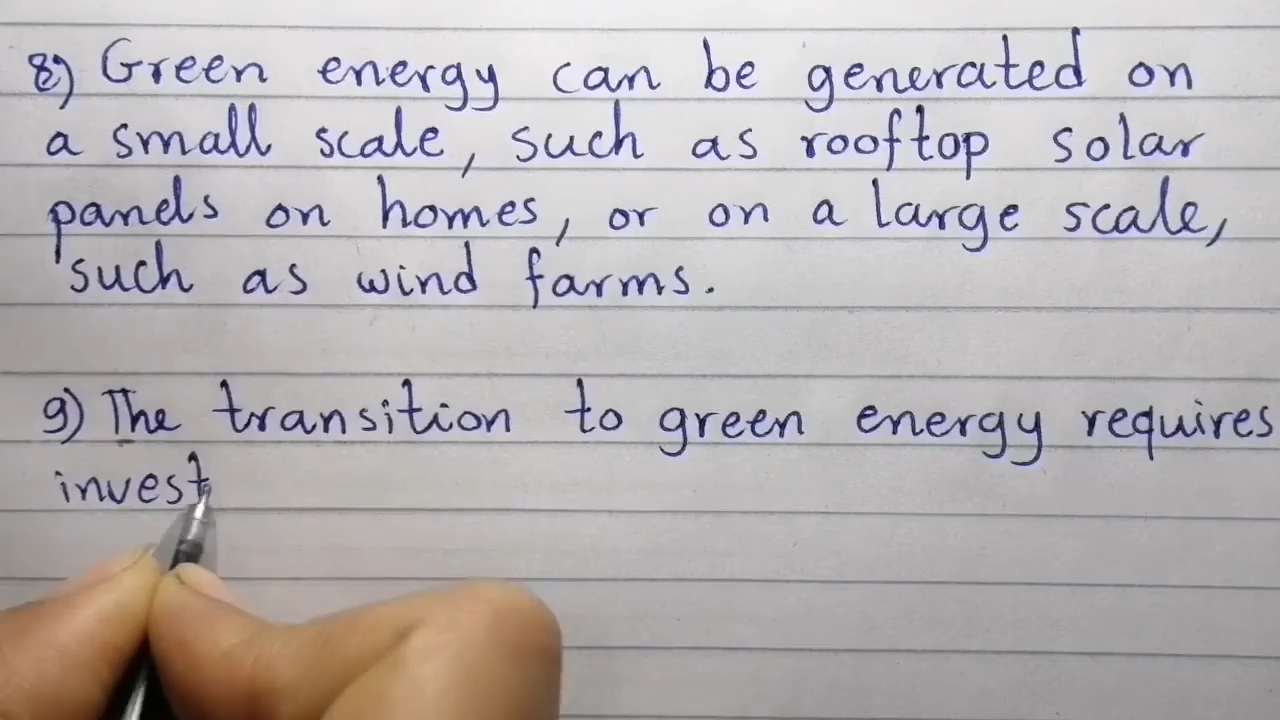 8) Green energy can be generated on
a small scale, such as rooftop solar
panels on homes, or on a large scale,
such as wind farms.
9) The transition to green energy requires
invest